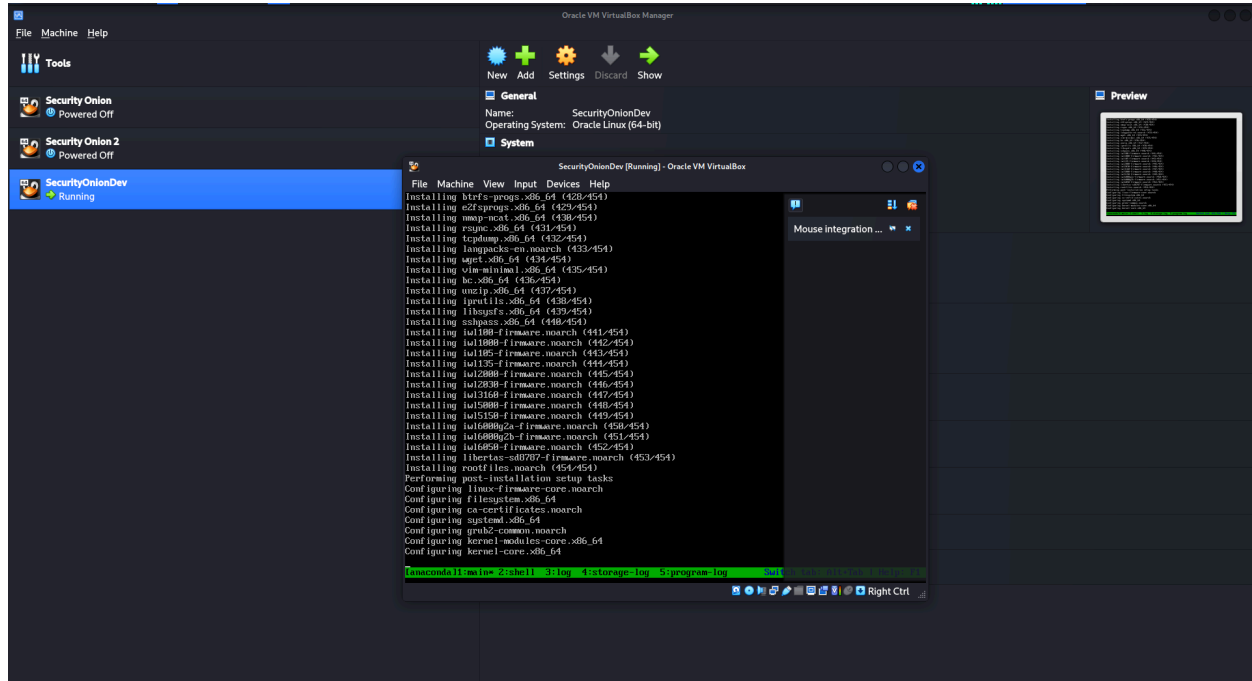 Oracle VM VirtualBox Manager
File Machine Help
Tools
New Add Settings Discard Show
Security Onion
Powered Off
Security Onion 2
Powered Off
SecurityOnionDev
Running
General
Name: SecurityOnionDev
Operating System: Oracle Linux (64-bit)
System
Preview
SecurityOnionDev [Running] - Oracle VM VirtualBox
File Machine View Input Devices Help
Installing btrfs-progs.x86_64 (428/454)
Installing e2fsprogs.x86_64 (429/454)
Installing nmap-ncat.x86_64 (430/454)
Installing rsync.x86_64 (431/454)
Installing tcpdump.x86_64 (432/454)
Installing langpacks-en.noarch (433/454)
Installing wget.x86_64 (434/454)
Installing vim-minimal.x86_64 (435/454)
Installing bc.x86_64 (436/454)
Installing unzip.x86_64 (437/454)
Installing iprutils.x86_64 (438/454)
Installing libsysfs.x86_64 (439/454)
Installing sshpass.x86_64 (440/454)
Installing iwl100-firmware.noarch (441/454)
Installing iwl1000-firmware.noarch (442/454)
Installing iwl105-firmware.noarch (443/454)
Installing iwl135-firmware.noarch (444/454)
Installing iwl2000-firmware.noarch (445/454)
Installing iwl2030-firmware.noarch (446/454)
Installing iwl3160-firmware.noarch (447/454)
Installing iwl5000-firmware.noarch (448/454)
Installing iwl5150-firmware.noarch (449/454)
Installing iwl6000g2a-firmware.noarch (450/454)
Installing iwl6000g2b-firmware.noarch (451/454)
Installing iwl6050-firmware.noarch (452/454)
Installing libertas-sd8787-firmware.noarch (453/454)
Installing rootfiles.noarch (454/454)
Performing post-installation setup tasks
Configuring linux-firmware-core.noarch
Configuring filesystem.x86_64
Configuring ca-certificates.noarch
Configuring systemd.x86_64
Configuring grub2-common.noarch
Configuring kernel-modules-core.x86_64
Configuring kernel-core.x86_64
[anaconda]1:main* 2:shell 3:log 4:storage-log 5:program-log Switch tab: Alt+Tab | Help: F1
Mouse integration ...
Right Ctrl